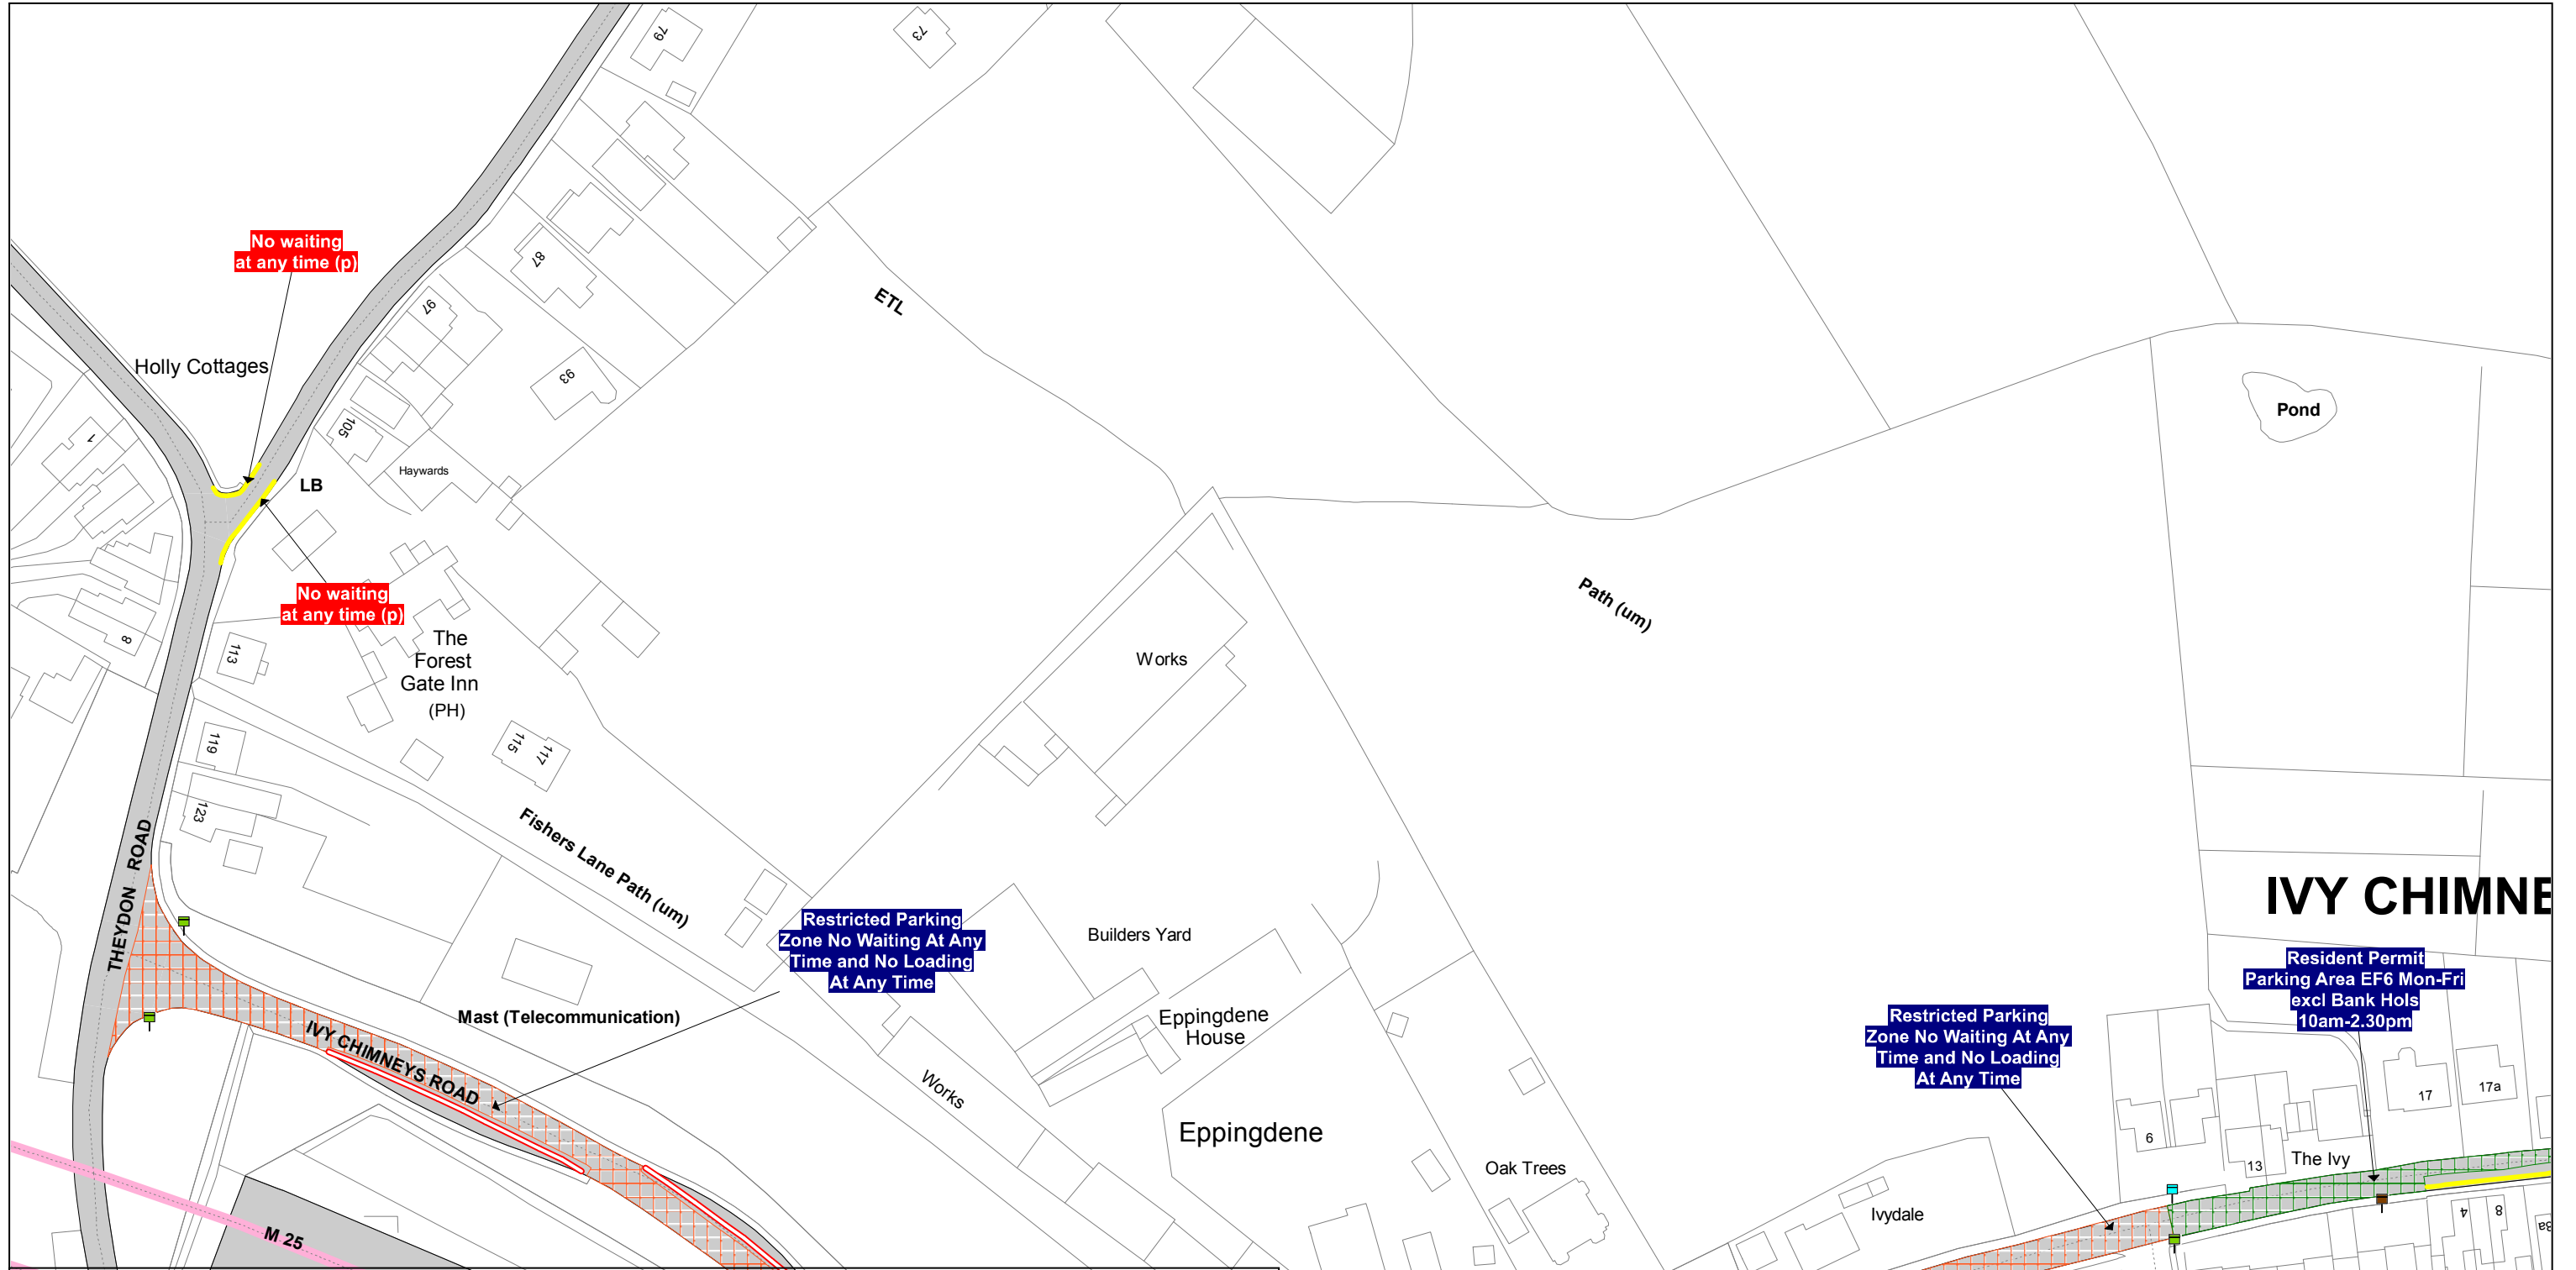 79
73
No waiting
at any time (p)
87
97
ETL
Holly Cottages
93
105
1
Haywards
LB
Pond
No waiting
at any time (p)
Path (um)
8
113
The
Forest
Gate Inn
(PH)
Works
119
115
117
123
Fishers Lane Path (um)
THEYDON ROAD
IVY CHIMNE
Restricted Parking
Zone No Waiting At Any
Time and No Loading
At Any Time
Builders Yard
Resident Permit
Parking Area EF6 Mon-Fri
excl Bank Hols
10am-2.30pm
Mast (Telecommunication)
Eppingdene
House
Restricted Parking
Zone No Waiting At Any
Time and No Loading
At Any Time
IVY CHIMNEYS ROAD
Works
17
17a
Eppingdene
6
Oak Trees
13
The Ivy
Ivydale
4
8
M 25